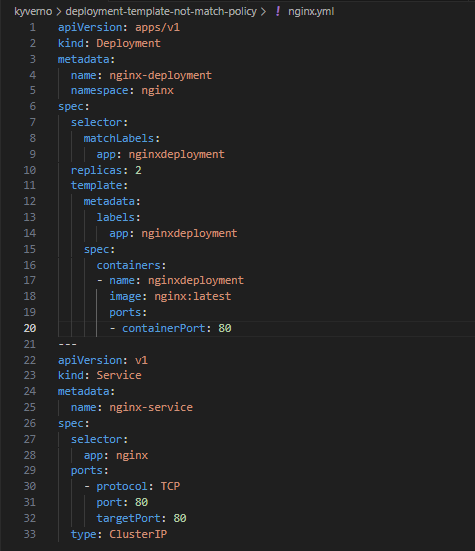 kyverno > deployment-template-not-match-policy > ! nginx.yml
1 apiVersion: apps/v1
2 kind: Deployment
3 metadata:
4   name: nginx-deployment
5   namespace: nginx
6 spec:
7   selector:
8     matchLabels:
9       app: nginxdeployment
10   replicas: 2
11   template:
12     metadata:
13       labels:
14         app: nginxdeployment
15     spec:
16       containers:
17       - name: nginxdeployment
18         image: nginx:latest
19         ports:
20         - containerPort: 80
21 ---
22 apiVersion: v1
23 kind: Service
24 metadata:
25   name: nginx-service
26 spec:
27   selector:
28     app: nginx
29   ports:
30     - protocol: TCP
31       port: 80
32       targetPort: 80
33   type: ClusterIP